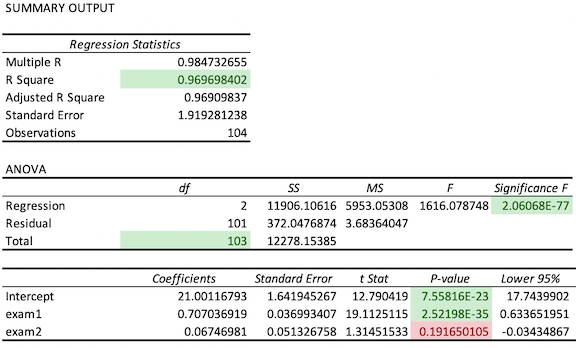 SUMMARY OUTPUT
Regression Statistics
Multiple R 0.984732655
R Square 0.969698402
Adjusted R Square 0.96909837
Standard Error 1.919281238
Observations 104
ANOVA
df SS MS F Significance F
Regression 2 11906.10616 5953.05308 1616.078748 2.06068E-77
Residual 101 372.0476874 3.68364047
Total 103 12278.15385
Coefficients Standard Error t Stat P-value Lower 95%
Intercept 21.00116793 1.641945267 12.790419 7.55816E-23 17.7439902
exam1 0.707036919 0.036993407 19.1125115 2.52198E-35 0.633651951
exam2 0.06746981 0.051326758 1.31451533 0.191650105 -0.03434867